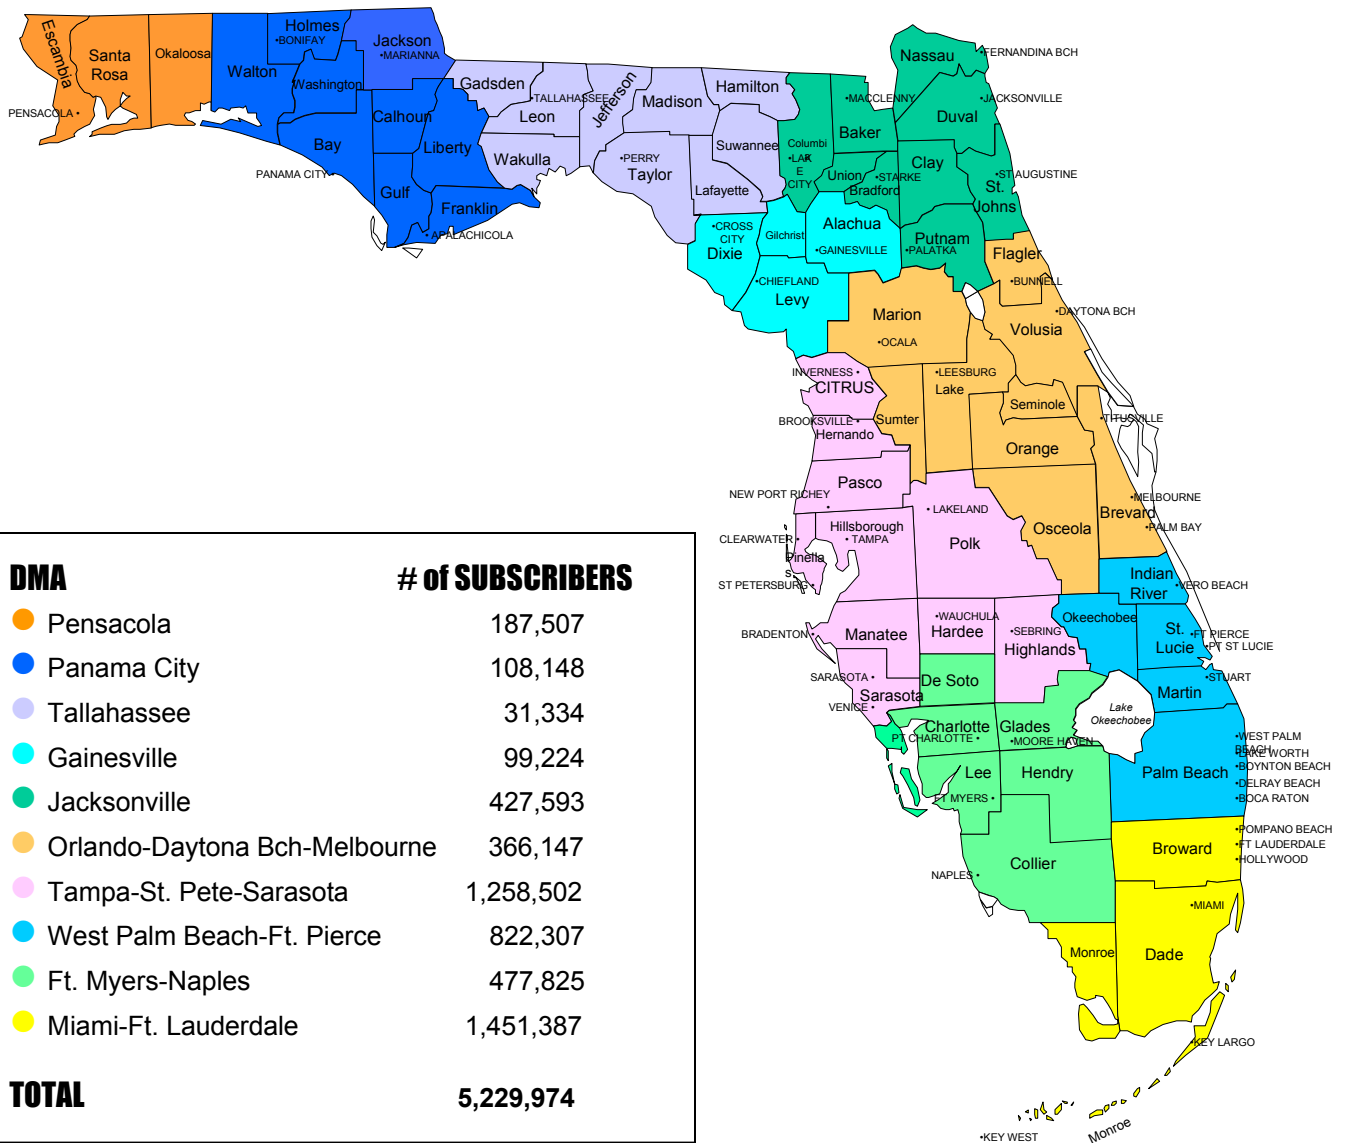 Escambia
Santa
Rosa
Okaloosa
PENSACOLA
Walton
Holmes
BONIFAY
Washington
Jackson
MARIANNA
Bay
Calhoun
Liberty
PANAMA CITY
Gulf
Franklin
APALACHICOLA
Gadsden
TALLAHASSEE
Leon
Wakulla
Jefferson
Madison
Hamilton
PERRY
Taylor
Suwannee
Lafayette
Columbi
a
LAK
E
CITY
MACCLENNY
Baker
Nassau
FERNANDINA BCH
JACKSONVILLE
Duval
Union
STARKE
Bradford
Clay
ST AUGUSTINE
St.
Johns
CROSS
CITY
Dixie
Gilchrist
Alachua
GAINESVILLE
Putnam
PALATKA
CHIEFLAND
Levy
Flagler
BUNNELL
Marion
OCALA
Volusia
DAYTONA BCH
INVERNESS
CITRUS
LEESBURG
Lake
Seminole
TITUSVILLE
BROOKSVILLE
Hernando
Sumter
Orange
Pasco
NEW PORT RICHEY
LAKELAND
Polk
Osceola
MELBOURNE
Brevard
PALM BAY
Hillsborough
TAMPA
CLEARWATER
Pinella
s
ST PETERSBURG
Indian
River
VERO BEACH
BRADENTON
Manatee
WAUCHULA
Hardee
SEBRING
Highlands
Okeechobee
St.
Lucie
FT PIERCE
PT ST LUCIE
SARASOTA
Sarasota
VENICE
De Soto
STUART
Martin
Lake
Okeechobee
Charlotte
PT CHARLOTTE
Glades
MOORE HAVEN
WEST PALM
BEACH
LAKE WORTH
BOYNTON BEACH
DELRAY BEACH
BOCA RATON
Palm Beach
Lee
FT MYERS
Hendry
Collier
NAPLES
POMPANO BEACH
FT LAUDERDALE
HOLLYWOOD
Broward
MIAMI
Monroe
Dade
KEY LARGO
KEY WEST
Monroe
DMA # of SUBSCRIBERS
Pensacola 187,507
Panama City 108,148
Tallahassee 31,334
Gainesville 99,224
Jacksonville 427,593
Orlando-Daytona Bch-Melbourne 366,147
Tampa-St. Pete-Sarasota 1,258,502
West Palm Beach-Ft. Pierce 822,307
Ft. Myers-Naples 477,825
Miami-Ft. Lauderdale 1,451,387
TOTAL 5,229,974